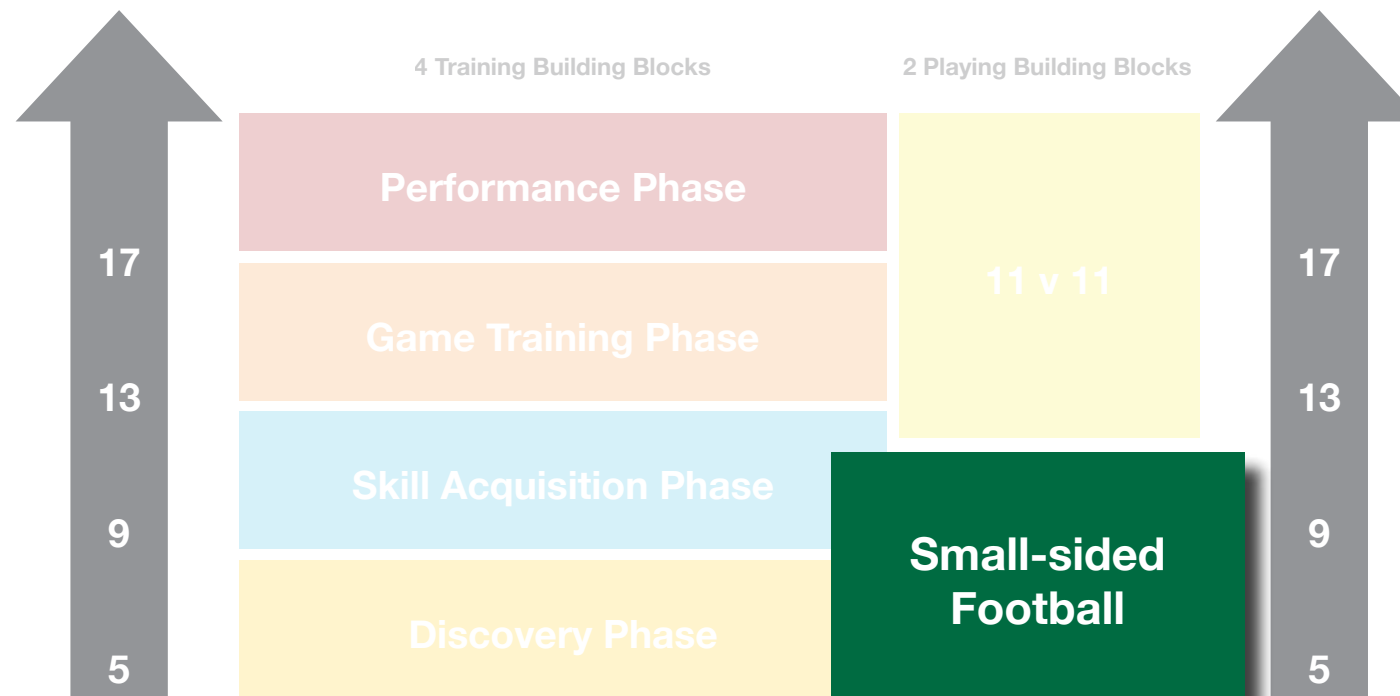 4 Training Building Blocks
2 Playing Building Blocks
Performance Phase
17
11 v 11
17
Game Training Phase
13
13
Skill Acquisition Phase
9
9
Small-sided
Football
Discovery Phase
5
5